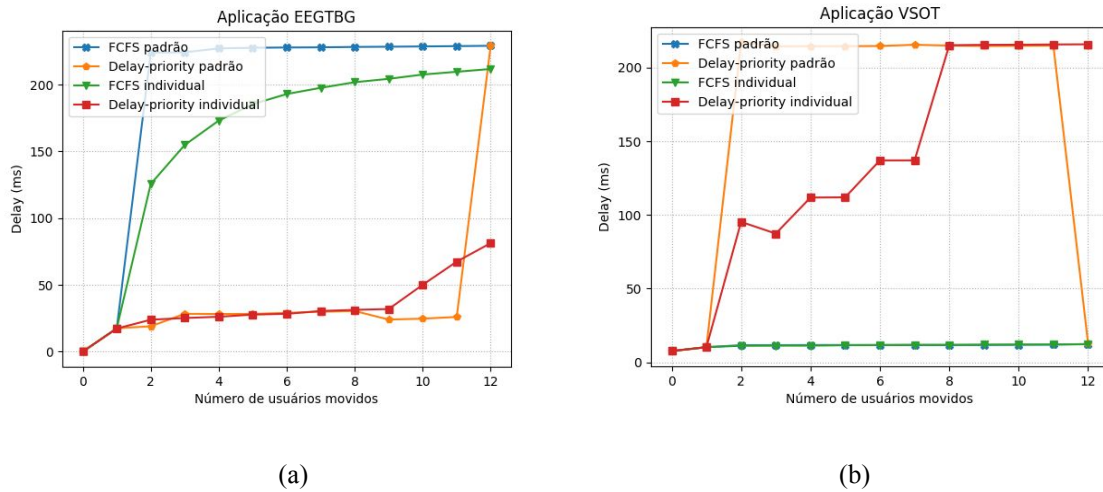 Aplicação EEGTBG
FCFS padrão
Delay-priority padrão
FCFS individual
Delay-priority individual
Delay (ms)
200
150
100
50
0
0 2 4 6 8 10 12
Número de usuários movidos
(a)
Aplicação VSOT
FCFS padrão
Delay-priority padrão
FCFS individual
Delay-priority individual
Delay (ms)
200
150
100
50
0
0 2 4 6 8 10 12
Número de usuários movidos
(b)